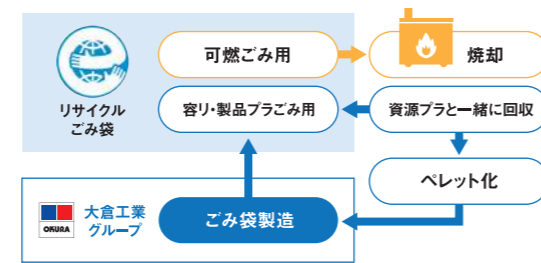 可燃ごみ用
焼却
リサイクル
ごみ袋
容リ・製品プラごみ用
資源プラと一緒に回収
ペレット化
OKURA
大倉工業
グループ
ごみ袋製造